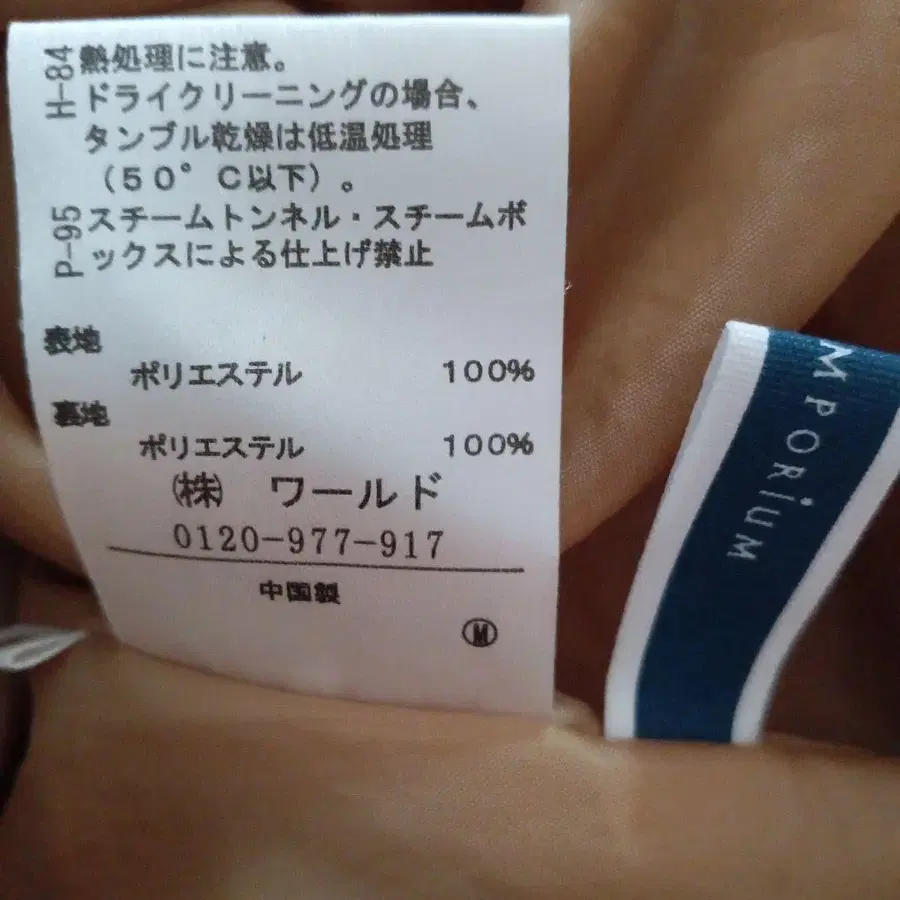 H-84
熱処理に注意。
ドライクリーニングの場合、
タンブル乾燥は低温処理
（50°C以下）。
P-95
スチームトンネル・スチームボ
ックスによる仕上げ禁止
表地
ポリエステル 100%
裏地
ポリエステル 100%
㈱ ワールド
0120-977-917
中国製
Ⓜ
MPORiUM